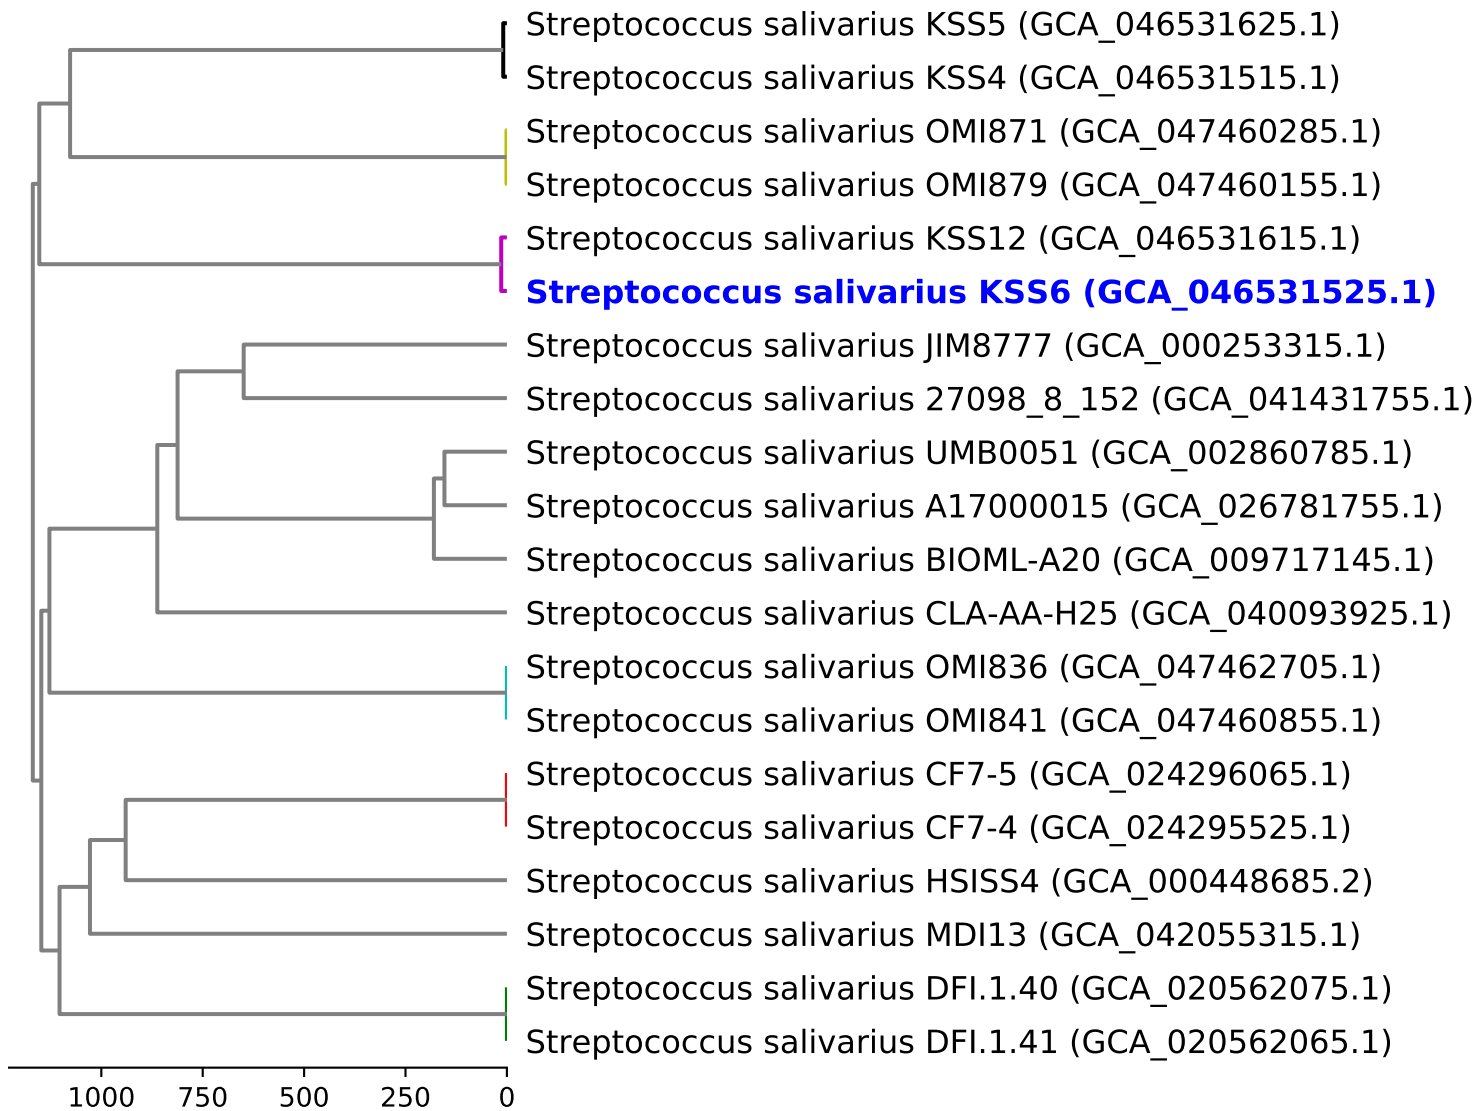 Streptococcus salivarius KSS5 (GCA_046531625.1)
Streptococcus salivarius KSS4 (GCA_046531515.1)
Streptococcus salivarius OMI871 (GCA_047460285.1)
Streptococcus salivarius OMI879 (GCA_047460155.1)
Streptococcus salivarius KSS12 (GCA_046531615.1)
Streptococcus salivarius KSS6 (GCA_046531525.1)
Streptococcus salivarius JIM8777 (GCA_000253315.1)
Streptococcus salivarius 27098_8_152 (GCA_041431755.1)
Streptococcus salivarius UMB0051 (GCA_002860785.1)
Streptococcus salivarius A17000015 (GCA_026781755.1)
Streptococcus salivarius BIOML-A20 (GCA_009717145.1)
Streptococcus salivarius CLA-AA-H25 (GCA_040093925.1)
Streptococcus salivarius OMI836 (GCA_047462705.1)
Streptococcus salivarius OMI841 (GCA_047460855.1)
Streptococcus salivarius CF7-5 (GCA_024296065.1)
Streptococcus salivarius CF7-4 (GCA_024295525.1)
Streptococcus salivarius HSISS4 (GCA_000448685.2)
Streptococcus salivarius MDI13 (GCA_042055315.1)
Streptococcus salivarius DFI.1.40 (GCA_020562075.1)
Streptococcus salivarius DFI.1.41 (GCA_020562065.1)
1000 750 500 250 0